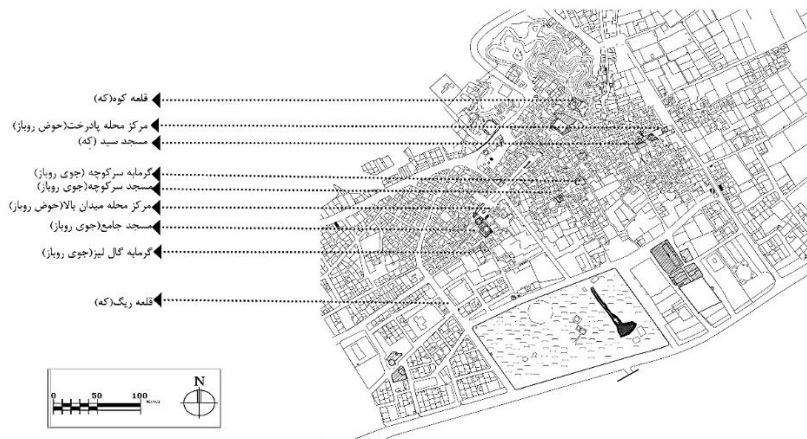 قلعه کوه(که)
مرکز محله پادرخت(حوض روباز)
مسجد سید (که)
گرمابه سرکوچه (جوی روباز)
مسجد سرکوچه(جوی روباز)
مرکز محله میدان بالا(حوض روباز)
مسجد جامع(جوی روباز)
گرمابه گال لیز(جوی روباز)
قلعه ریگ(که)
N
0 50 100